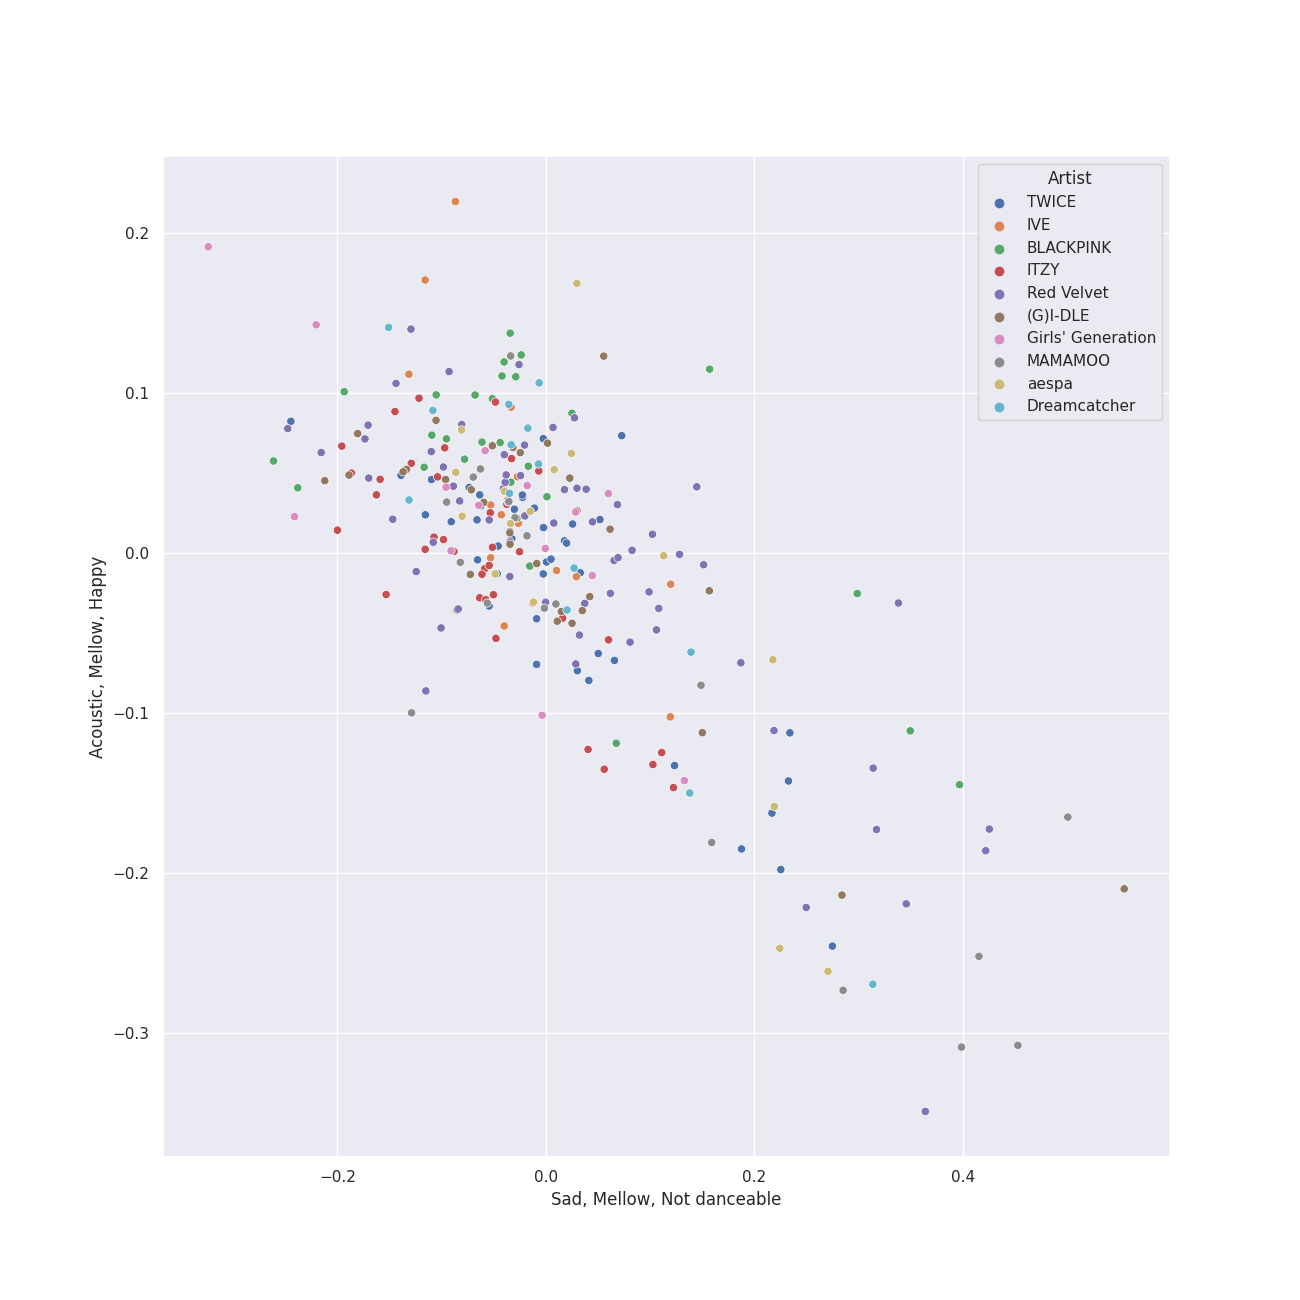 Artist
TWICE
IVE
BLACKPINK
ITZY
Red Velvet
(G)I-DLE
Girls' Generation
MAMAMOO
aespa
Dreamcatcher
0.2
0.1
0.0
−0.1
−0.2
−0.3
Acoustic, Mellow, Happy
−0.2
0.0
0.2
0.4
Sad, Mellow, Not danceable